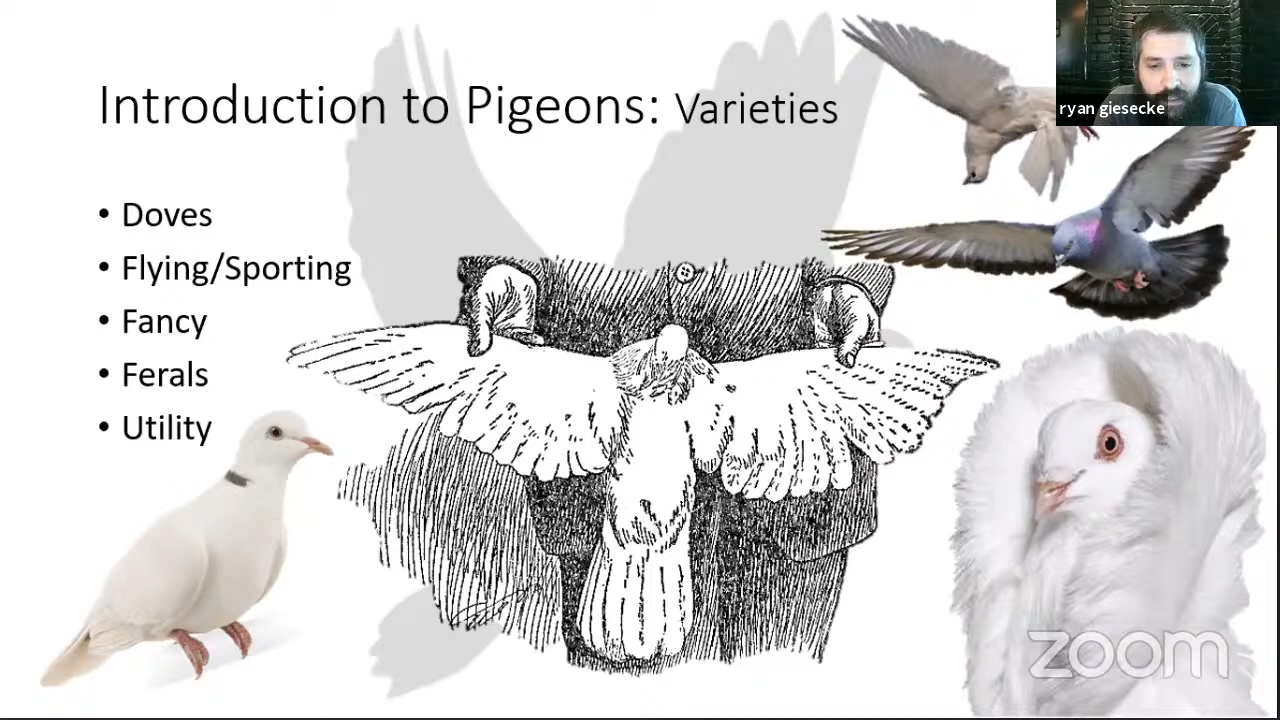 Introduction to Pigeons: Varieties
• Doves
• Flying/Sporting
• Fancy
• Ferals
• Utility
ryan giesecke
zoom